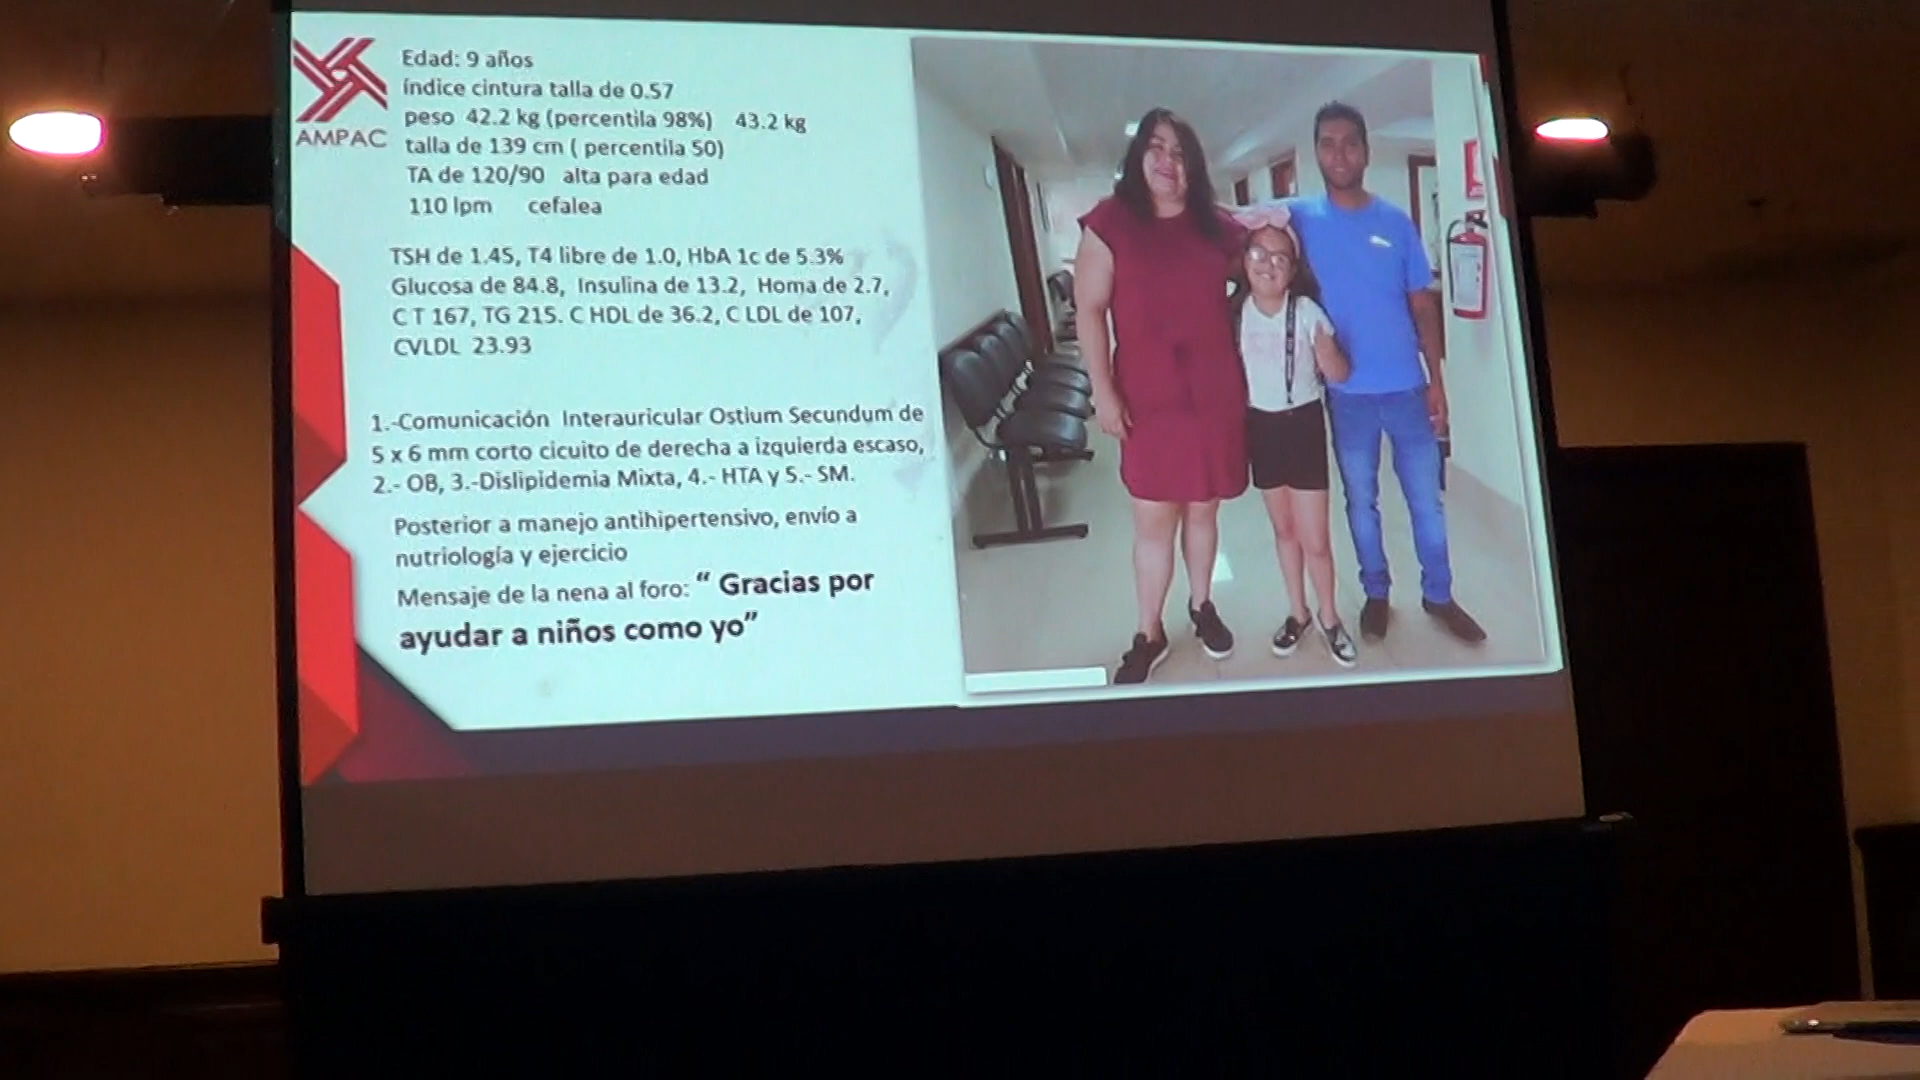 AMPAC
Edad: 9 años
índice cintura talla de 0.57
peso 42.2 kg (percentila 98%) 43.2 kg
talla de 139 cm ( percentila 50)
TA de 120/90 alta para edad
110 lpm cefalea
TSH de 1.45, T4 libre de 1.0, HbA 1c de 5.3%
Glucosa de 84.8, Insulina de 13.2, Homa de 2.7,
C T 167, TG 215. C HDL de 36.2, C LDL de 107,
CVLDL 23.93
1.-Comunicación Interauricular Ostium Secundum de
5 x 6 mm corto cicuito de derecha a izquierda escaso,
2.- OB, 3.-Dislipidemia Mixta, 4.- HTA y 5.- SM.
Posterior a manejo antihipertensivo, envío a
nutriología y ejercicio
Mensaje de la nena al foro: “ Gracias por
ayudar a niños como yo”